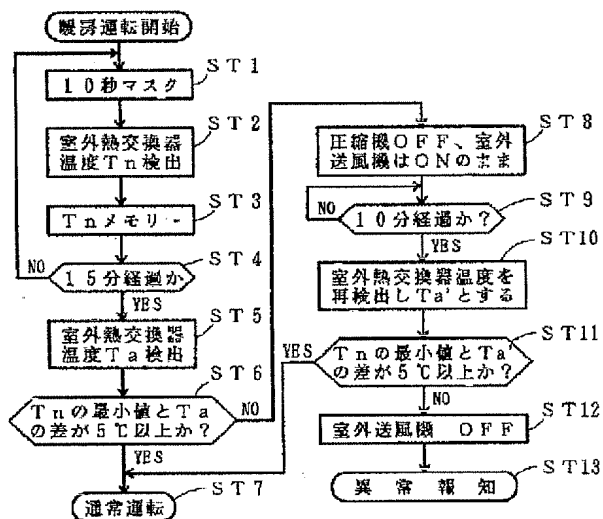 暖房運転開始
ST1
10秒マスク
ST2
室外熱交換器
温度Tn検出
ST3
Tnメモリー
ST4
15分経過か
NO
YES
ST5
室外熱交換器
温度Ta検出
ST6
Tnの最小値とTa
の差が5℃以上か?
NO
YES
ST7
通常運転
ST8
圧縮機OFF、室外
送風機はONのまま
ST9
10分経過か?
NO
YES
ST10
室外熱交換器温度を
再検出しTa'とする
ST11
Tnの最小値とTa'
の差が5℃以上か?
YES
NO
ST12
室外送風機 OFF
ST13
異常報知